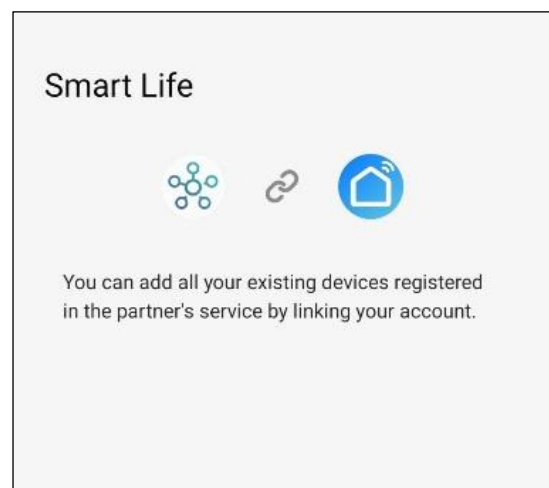 Smart Life
You can add all your existing devices registered
in the partner's service by linking your account.